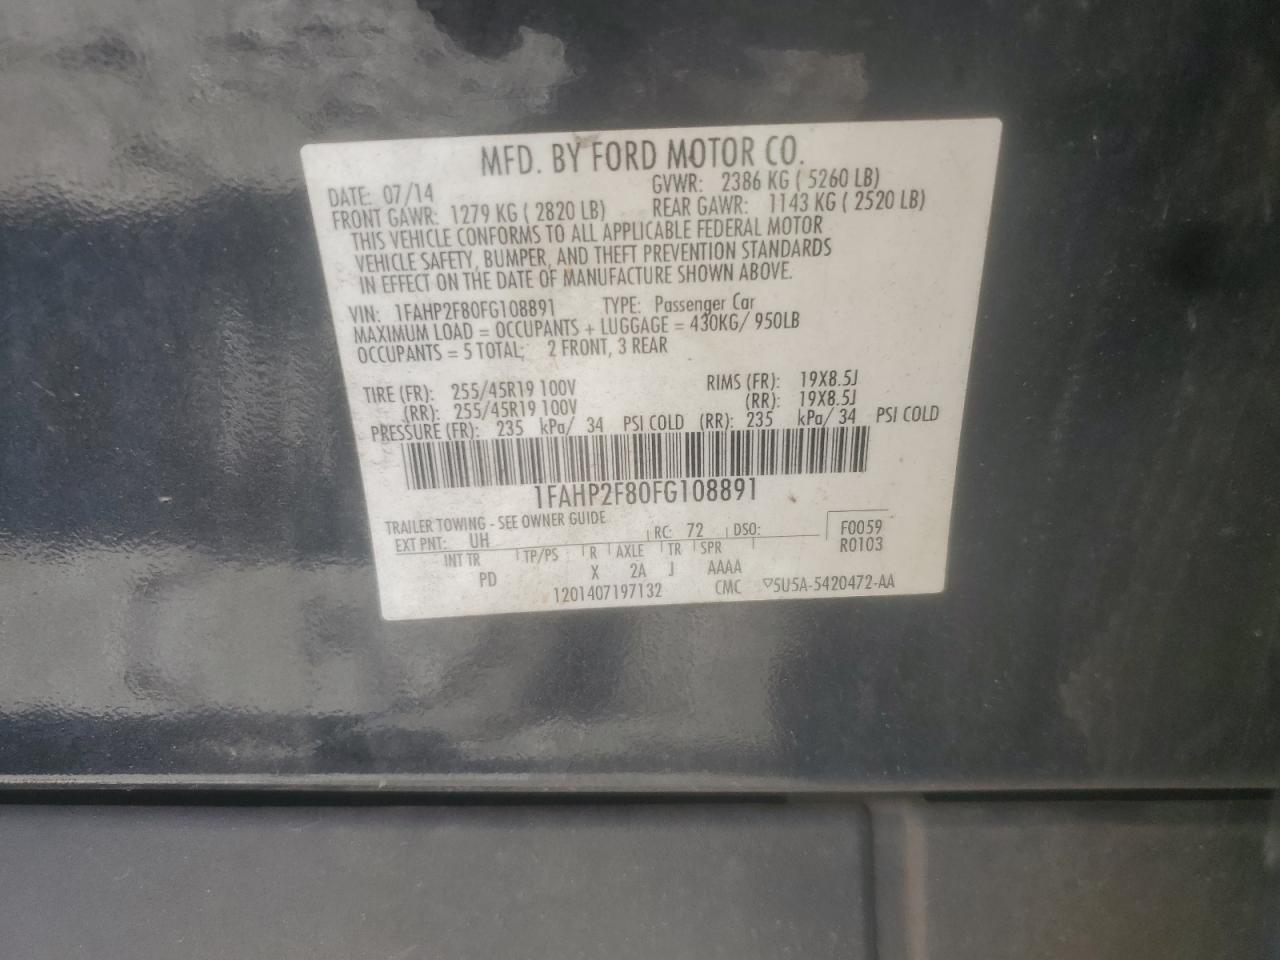 MFD. BY FORD MOTOR CO.
DATE: 07/14 GVWR: 2386 KG ( 5260 LB)
FRONT GAWR: 1279 KG ( 2820 LB) REAR GAWR: 1143 KG ( 2520 LB)
THIS VEHICLE CONFORMS TO ALL APPLICABLE FEDERAL MOTOR
VEHICLE SAFETY, BUMPER, AND THEFT PREVENTION STANDARDS
IN EFFECT ON THE DATE OF MANUFACTURE SHOWN ABOVE.
VIN: 1FAHP2F80FG108891 TYPE: Passenger Car
MAXIMUM LOAD = OCCUPANTS + LUGGAGE = 430KG/ 950LB
OCCUPANTS = 5 TOTAL; 2 FRONT, 3 REAR
TIRE (FR): 255/45R19 100V RIMS (FR): 19X8.5J
(RR): 255/45R19 100V (RR): 19X8.5J
PRESSURE (FR): 235 kPa/ 34 PSI COLD (RR): 235 kPa/ 34 PSI COLD
1FAHP2F80FG108891
TRAILER TOWING - SEE OWNER GUIDE
EXT PNT: UH RC: 72 DSO: F0059
INT TR TP/PS R AXLE TR SPR R0103
PD X 2A J AAAA
1201407197132 CMC ▽5U5A-5420472-AA